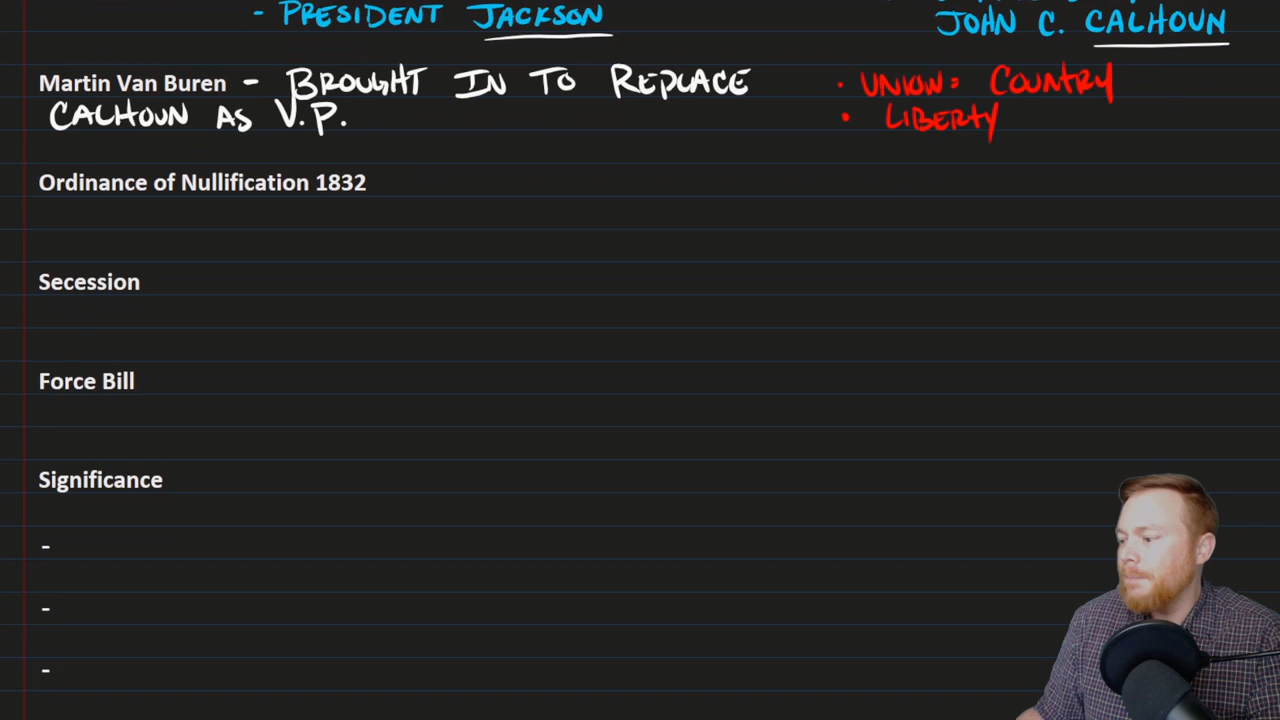 - PRESIDENT JACKSON
JOHN C. CALHOUN
Martin Van Buren - BROUGHT IN TO REPLACE
CALHOUN AS V.P.
· UNION: COUNTRY
· LIBERTY
Ordinance of Nullification 1832
Secession
Force Bill
Significance
-
-
-